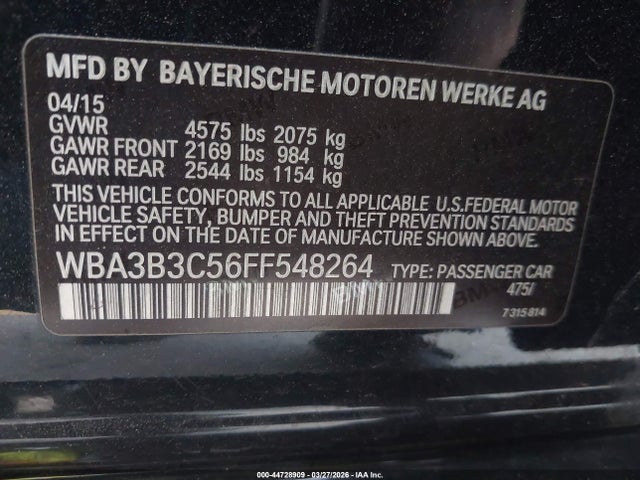 MFD BY BAYERISCHE MOTOREN WERKE AG
04/15
GVWR 4575 lbs 2075 kg
GAWR FRONT 2169 lbs 984 kg
GAWR REAR 2544 lbs 1154 kg
THIS VEHICLE CONFORMS TO ALL APPLICABLE U.S.FEDERAL MOTOR
VEHICLE SAFETY, BUMPER AND THEFT PREVENTION STANDARDS
IN EFFECT ON THE DATE OF MANUFACTURE SHOWN ABOVE.
WBA3B3C56FF548264 TYPE: PASSENGER CAR
475/
7 315 814
000-44728909 | 03/27/2026 - IAA Inc.